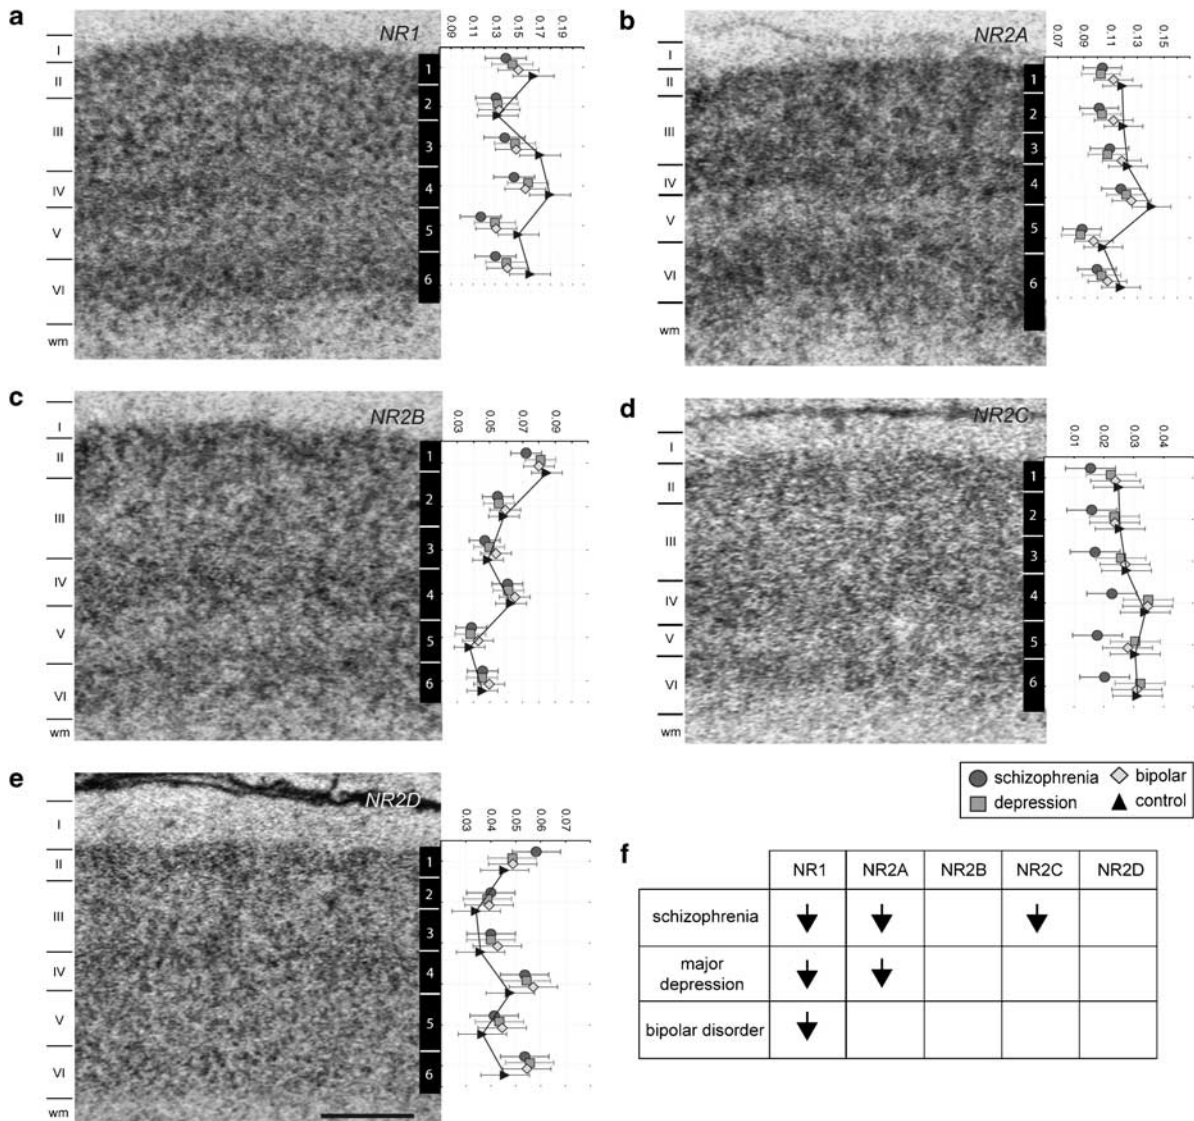 a
NR1
0.09 0.11 0.13 0.15 0.17 0.19
I
II
III
IV
V
VI
wm
1
2
3
4
5
6
b
NR2A
0.07 0.09 0.11 0.13 0.15
I
II
III
IV
V
VI
wm
1
2
3
4
5
6
c
NR2B
0.03 0.05 0.07 0.09
I
II
III
IV
V
VI
wm
1
2
3
4
5
6
d
NR2C
0.01 0.02 0.03 0.04
I
II
III
IV
V
VI
wm
1
2
3
4
5
6
schizophrenia bipolar
depression control
e
NR2D
0.03 0.04 0.05 0.06 0.07
I
II
III
IV
V
VI
wm
1
2
3
4
5
6
f
NR1 NR2A NR2B NR2C NR2D
schizophrenia
major
depression
bipolar disorder